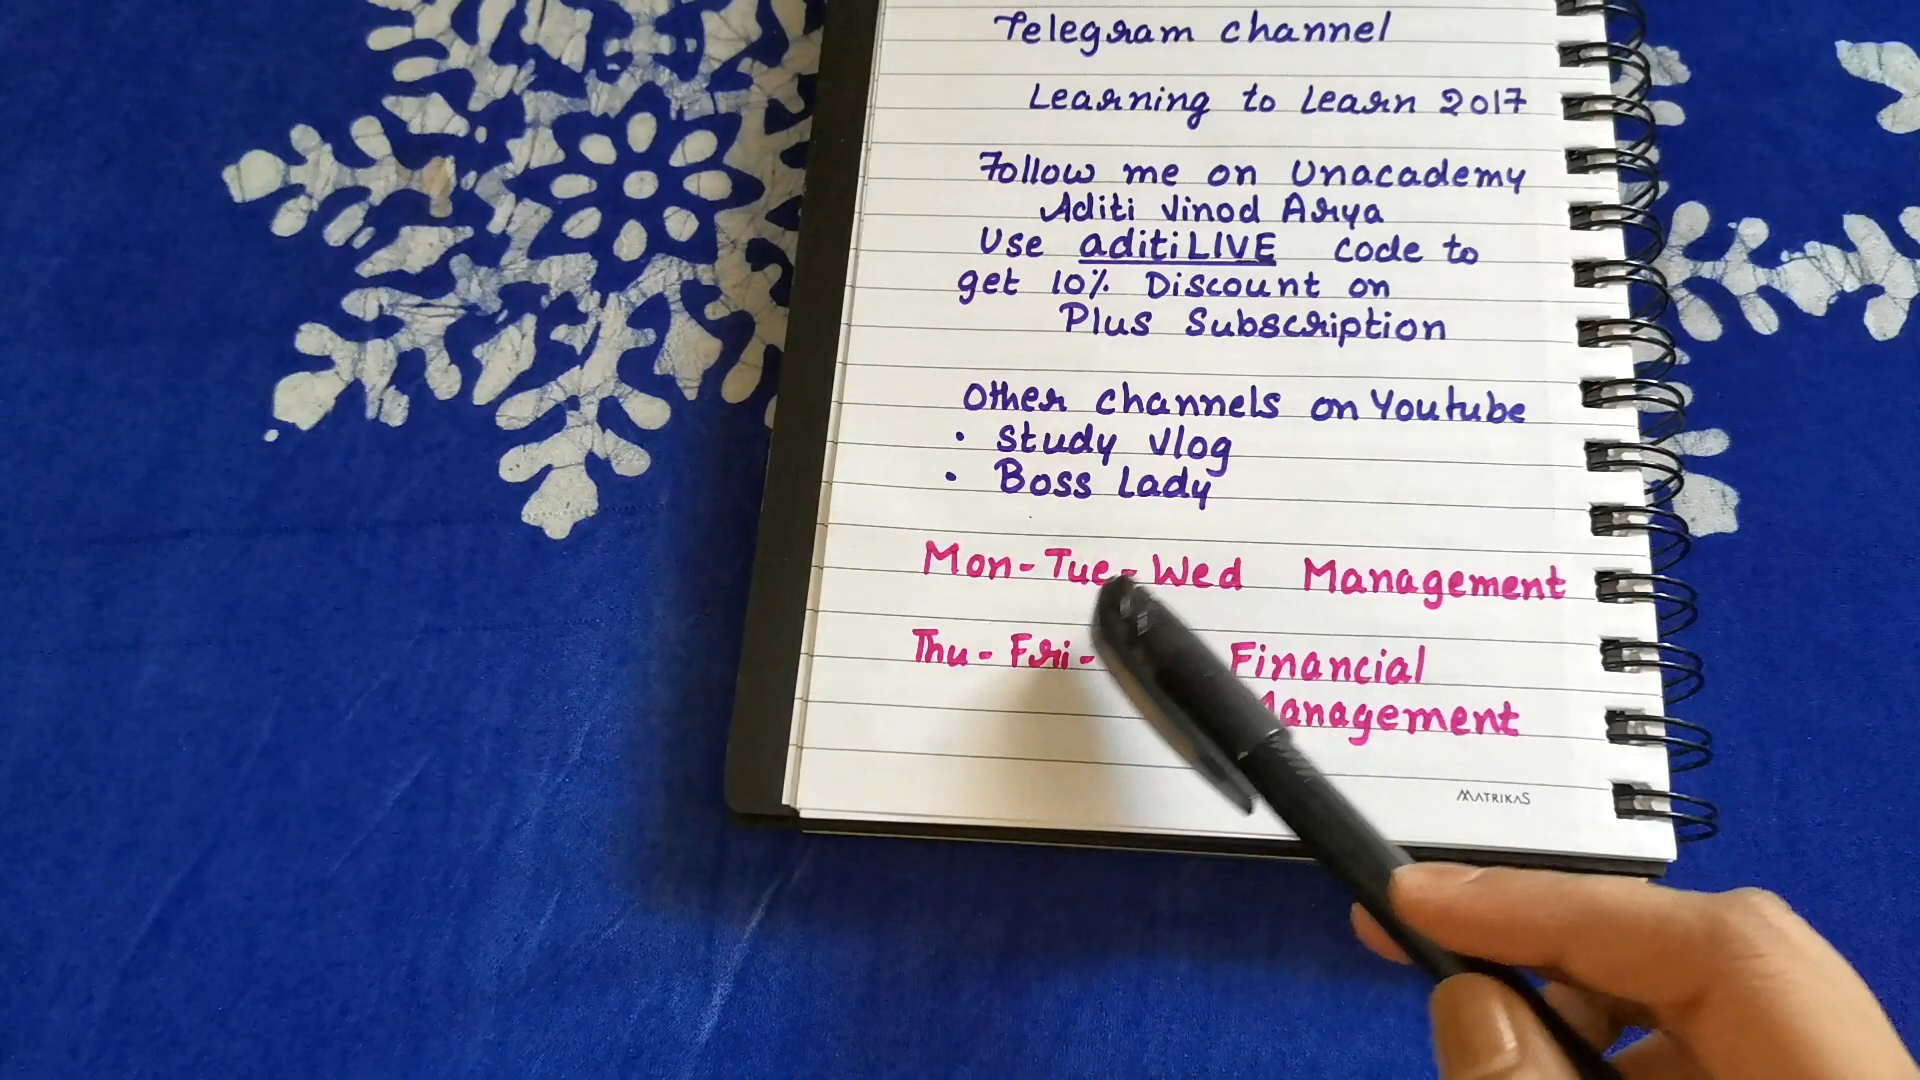 Telegram channel
Learning to Learn 2017
Follow me on Unacademy
Aditi Vinod Arya
Use aditiLIVE code to
get 10% Discount on
Plus Subscription
Other channels on Youtube
• study vlog
• Boss Lady
Mon-Tue-Wed Management
Thu-Fri- Financial
Management
MATRIKAS